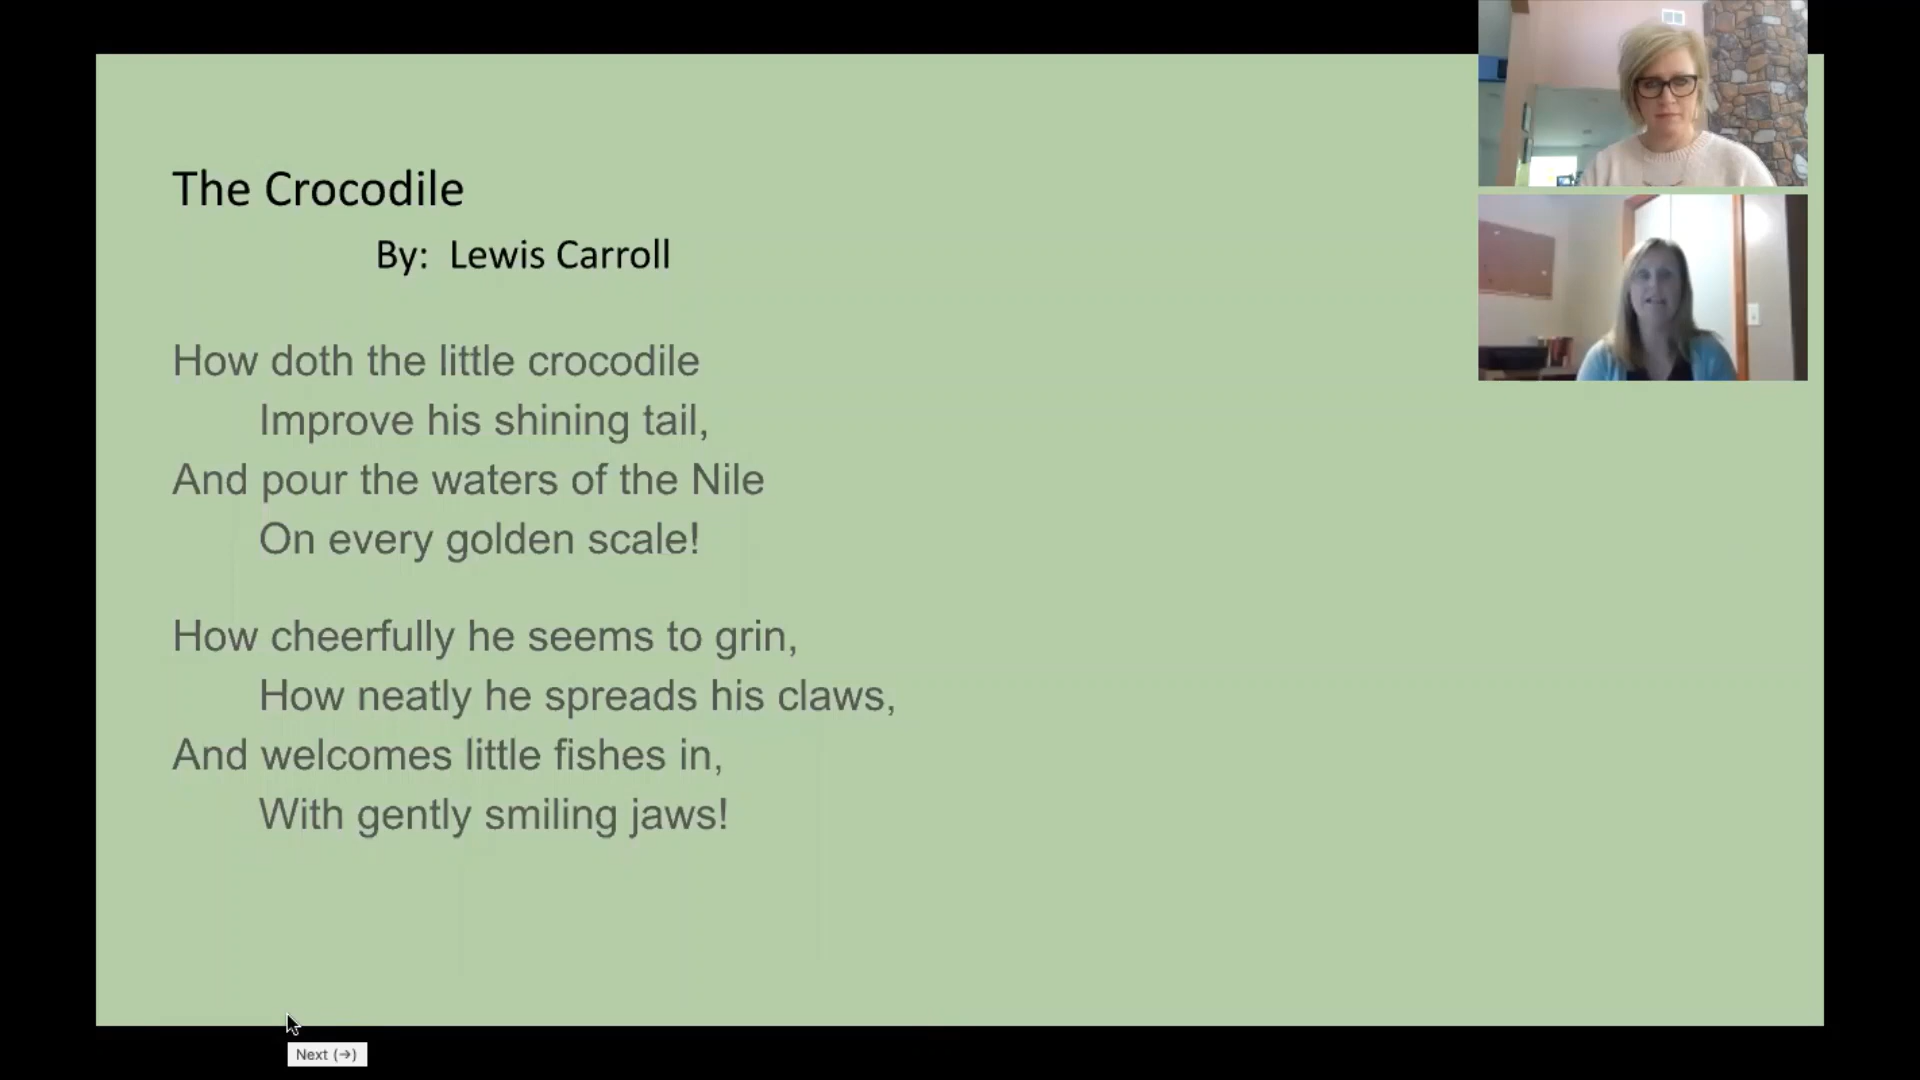 The Crocodile
By: Lewis Carroll
How doth the little crocodile
Improve his shining tail,
And pour the waters of the Nile
On every golden scale!
How cheerfully he seems to grin,
How neatly he spreads his claws,
And welcomes little fishes in,
With gently smiling jaws!
Next (→)